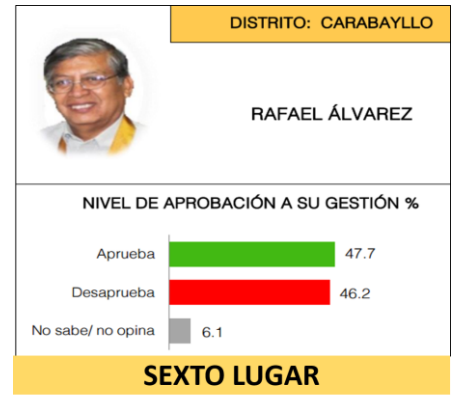 DISTRITO: CARABAYLLO
RAFAEL ÁLVAREZ
NIVEL DE APROBACIÓN A SU GESTIÓN %
Aprueba 47.7
Desaprueba 46.2
No sabe/ no opina 6.1
SEXTO LUGAR